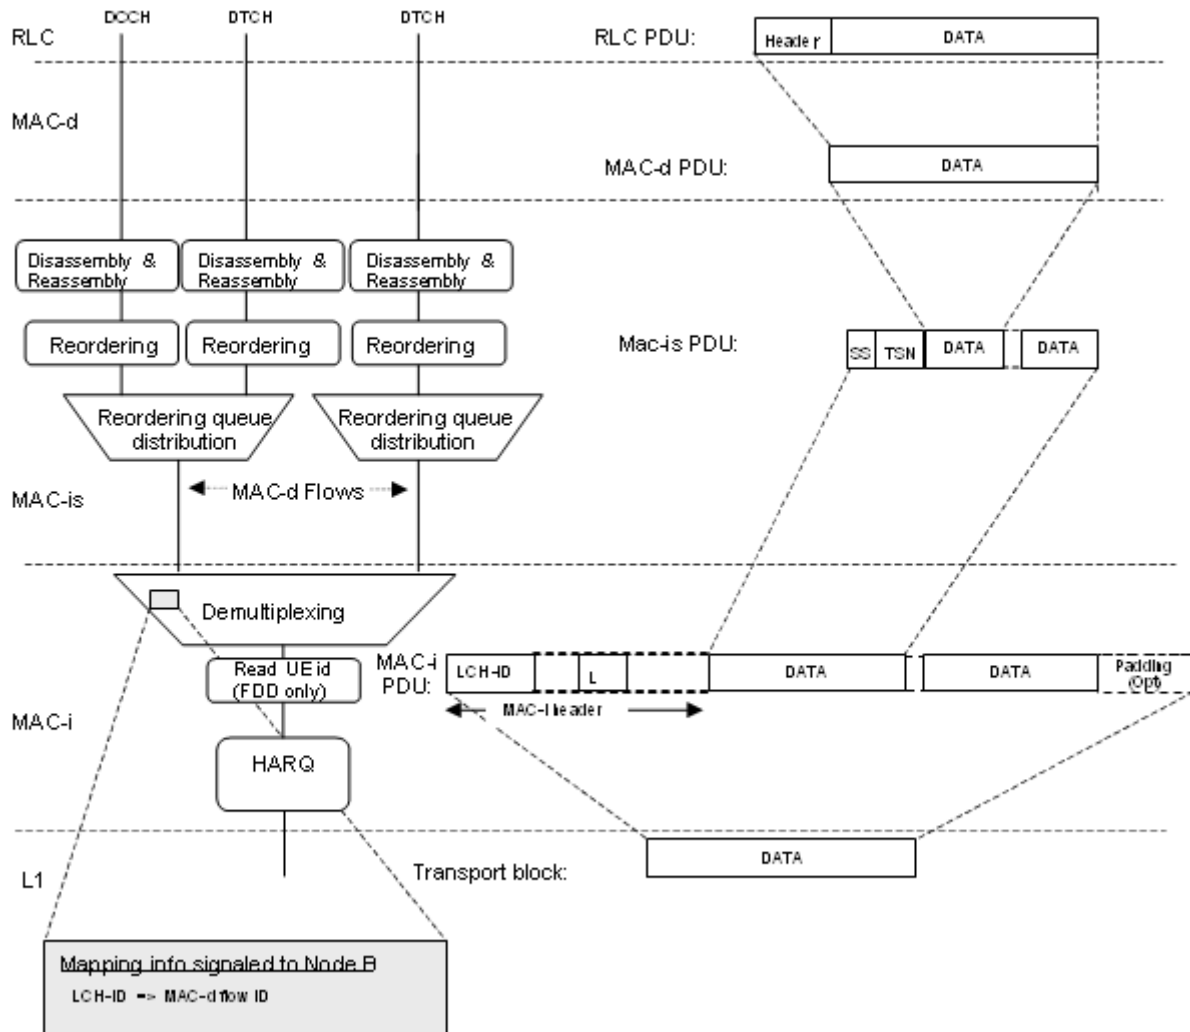 DCCH DTCH DTCH
RLC
RLC PDU: Header DATA
MAC-d
MAC-d PDU: DATA
Disassembly & Reassembly
Disassembly & Reassembly
Disassembly & Reassembly
Reordering Reordering Reordering
Mac-is PDU: SS TSN DATA DATA
Reordering queue distribution
Reordering queue distribution
MAC-d Flows
MAC-is
Demultiplexing
Read UE id
(FDD only)
MAC-i
PDU:
LCH-ID L DATA DATA Padding
(Opt)
MAC-i header
MAC-i
HARQ
Transport block: DATA
L1
Mapping info signaled to Node B
LCH-ID => MAC-d flow ID